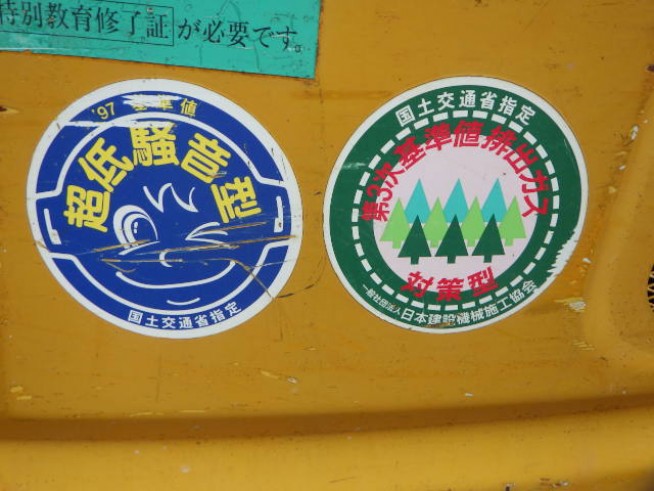 特別教育修了証が必要です。
'97基準値
超低騒音型
国土交通省指定
国土交通省指定
第3次基準値排出ガス
対策型
一般社団法人日本建設機械施工協会